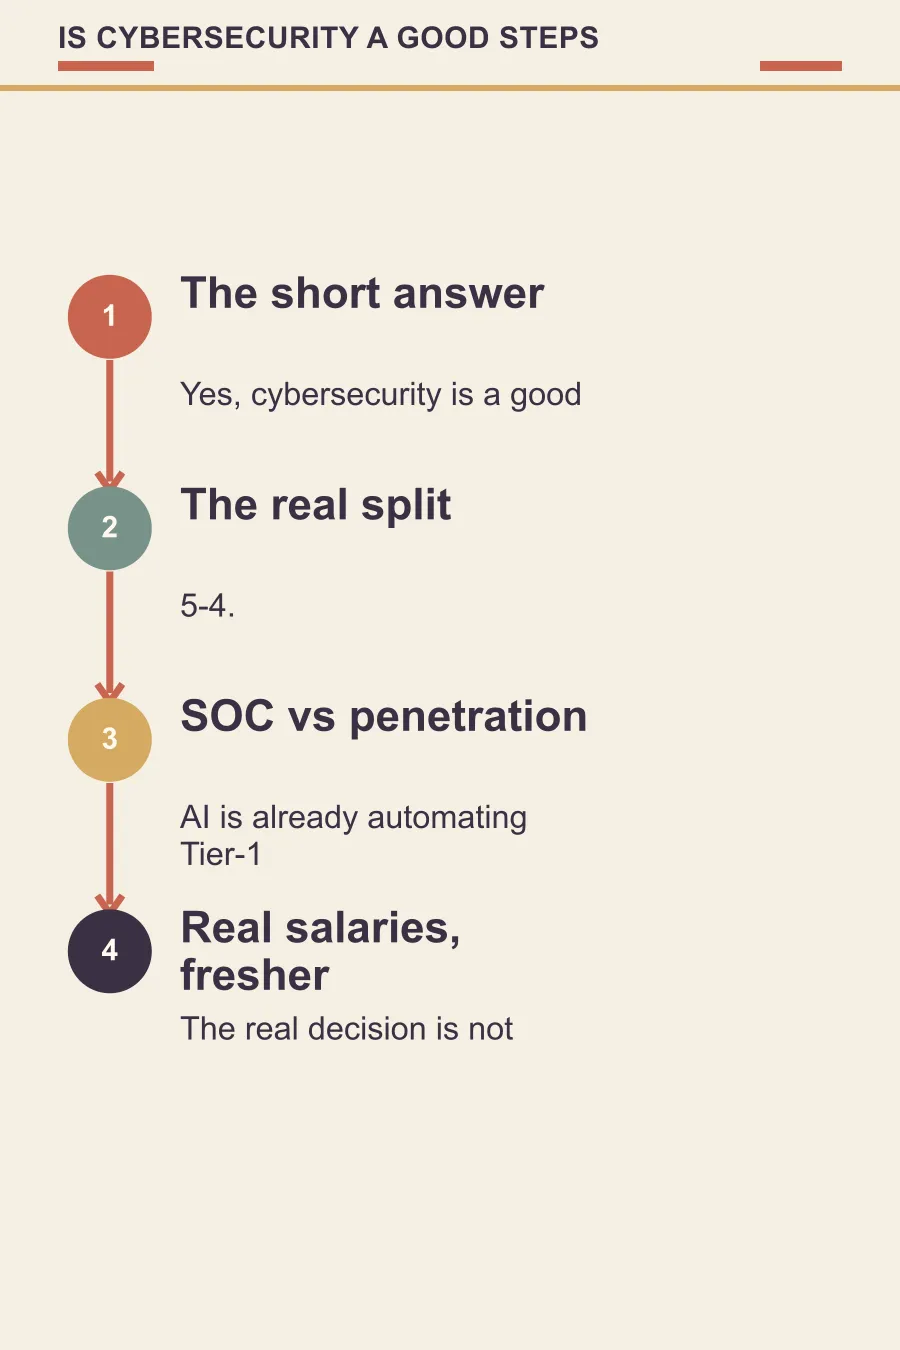 IS CYBERSECURITY A GOOD STEPS
1
The short answer
Yes, cybersecurity is a good
2
The real split
5-4.
3
SOC vs penetration
AI is already automating
Tier-1
4
Real salaries,
fresher
The real decision is not